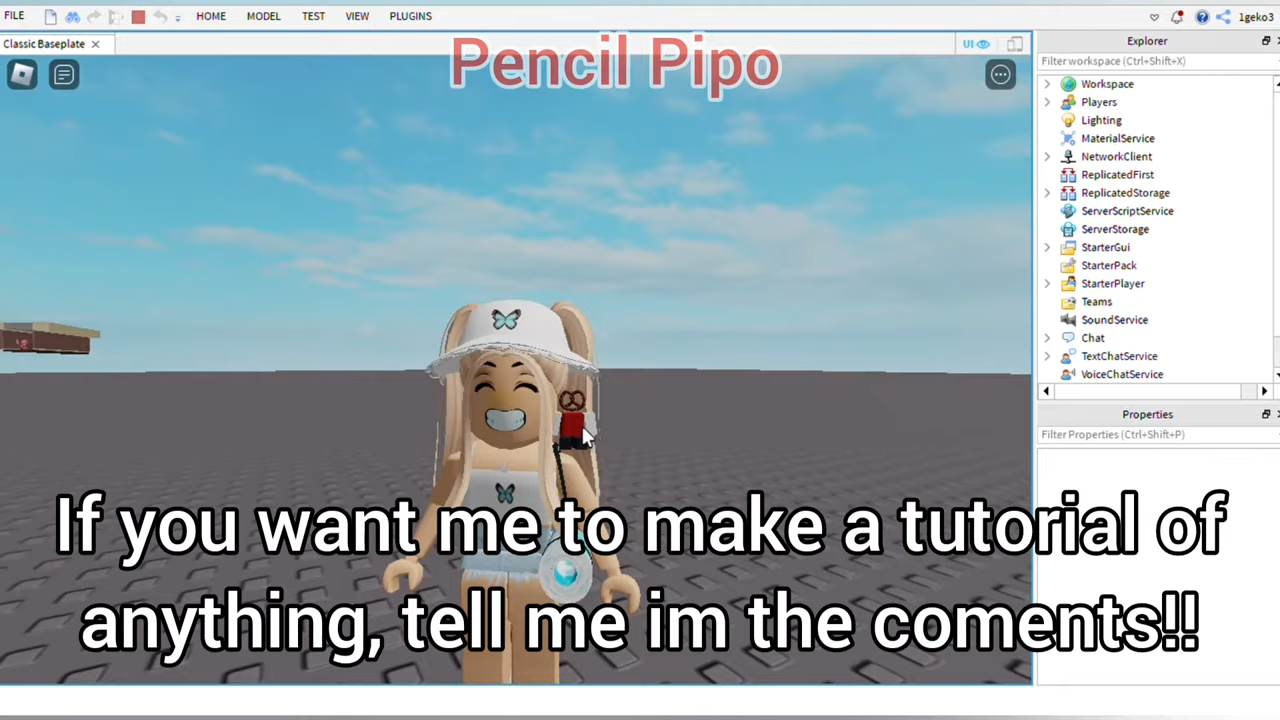 FILE HOME MODEL TEST VIEW PLUGINS 1geko3
Classic Baseplate UI
Pencil Pipo
Explorer
Filter workspace (Ctrl+Shift+X)
Workspace
Players
Lighting
MaterialService
NetworkClient
ReplicatedFirst
ReplicatedStorage
ServerScriptService
ServerStorage
StarterGui
StarterPack
StarterPlayer
Teams
SoundService
Chat
TextChatService
VoiceChatService
Properties
Filter Properties (Ctrl+Shift+P)
If you want me to make a tutorial of
anything, tell me im the coments!!